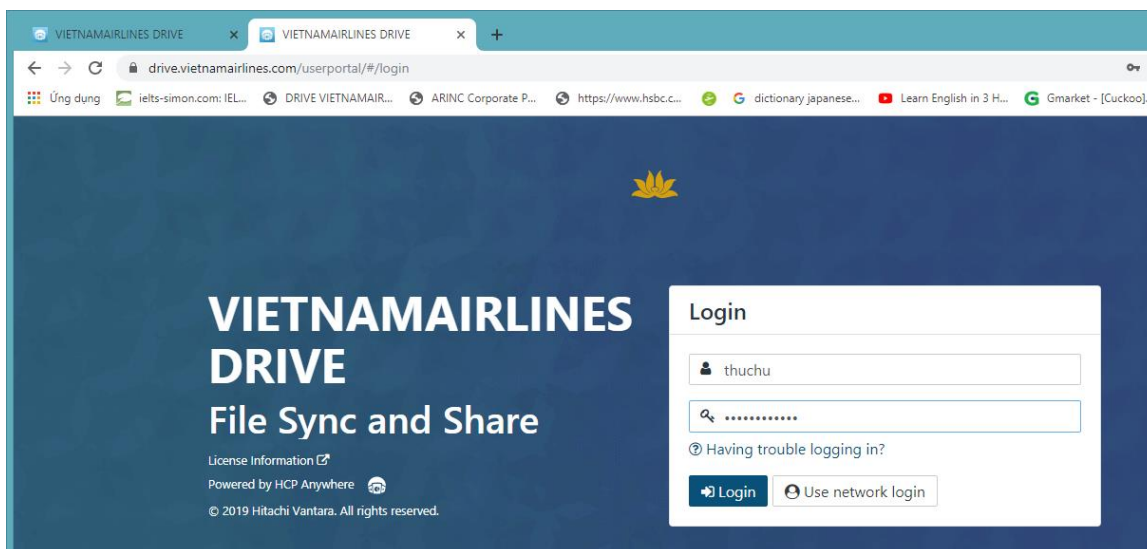 VIETNAMAIRLINES DRIVE
VIETNAMAIRLINES DRIVE
drive.vietnamairlines.com/userportal/#/login
Ứng dụng ielts-simon.com: IEL... DRIVE VIETNAMAIR... ARINC Corporate P... https://www.hsbc.c... G dictionary japanese... Learn English in 3 H... G Gmarket - [Cuckoo]
VIETNAMAIRLINES
DRIVE
File Sync and Share
License Information
Powered by HCP Anywhere
© 2019 Hitachi Vantara. All rights reserved.
Login
thuchu
••••••••••••
Having trouble logging in?
Login Use network login